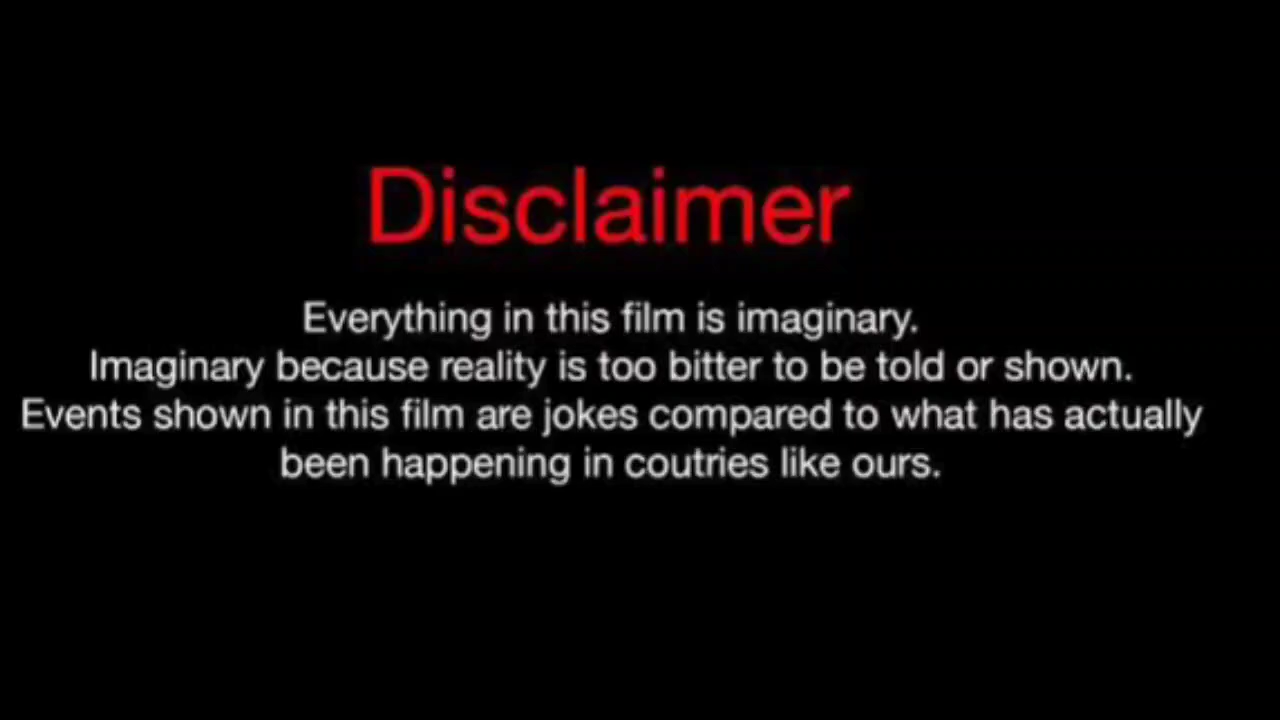 Disclaimer
Everything in this film is imaginary.
Imaginary because reality is too bitter to be told or shown.
Events shown in this film are jokes compared to what has actually
been happening in coutries like ours.